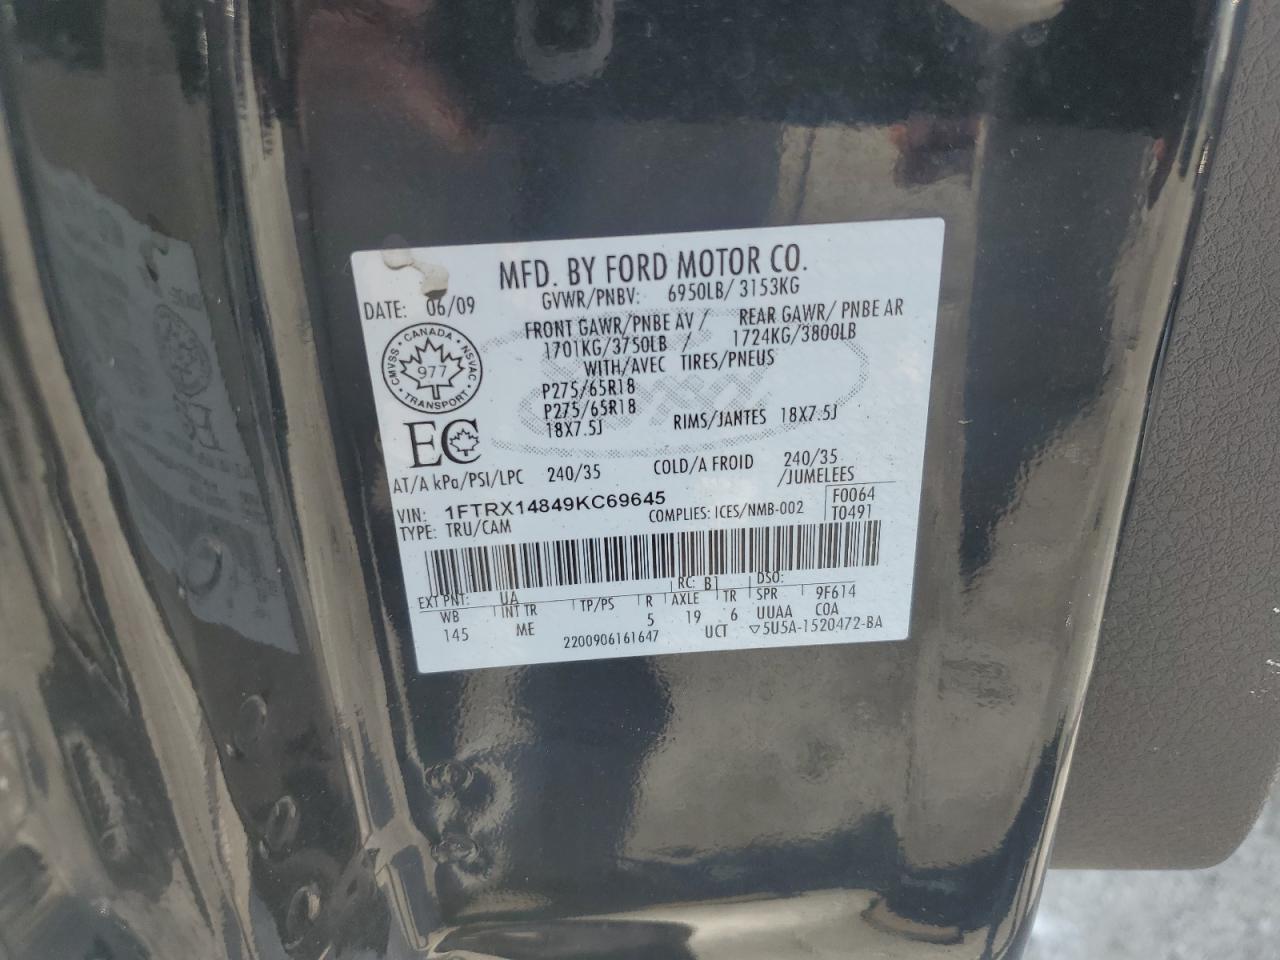 MFD. BY FORD MOTOR CO.
DATE: 06/09
GVWR/PNBV: 6950LB/ 3153KG
FRONT GAWR/PNBE AV / REAR GAWR/ PNBE AR
1701KG/3750LB / 1724KG/3800LB
WITH/AVEC TIRES/PNEUS
CANADA
CMVSS NSVAC
977
TRANSPORT
P275/65R18
P275/65R18
18X7.5J RIMS/JANTES 18X7.5J
EC
AT/A kPa/PSI/LPC 240/35 COLD/A FROID 240/35
/JUMELEES
VIN: 1FTRX14849KC69645 F0064
TYPE: TRU/CAM COMPLIES: ICES/NMB-002 T0491
EXT PNT: UA RC: B1 DSO:
WB INT TR TP/PS R AXLE TR SPR 9F614
145 ME 5 19 6 UUAA COA
2200906161647 UCT ▽5U5A-1520472-BA